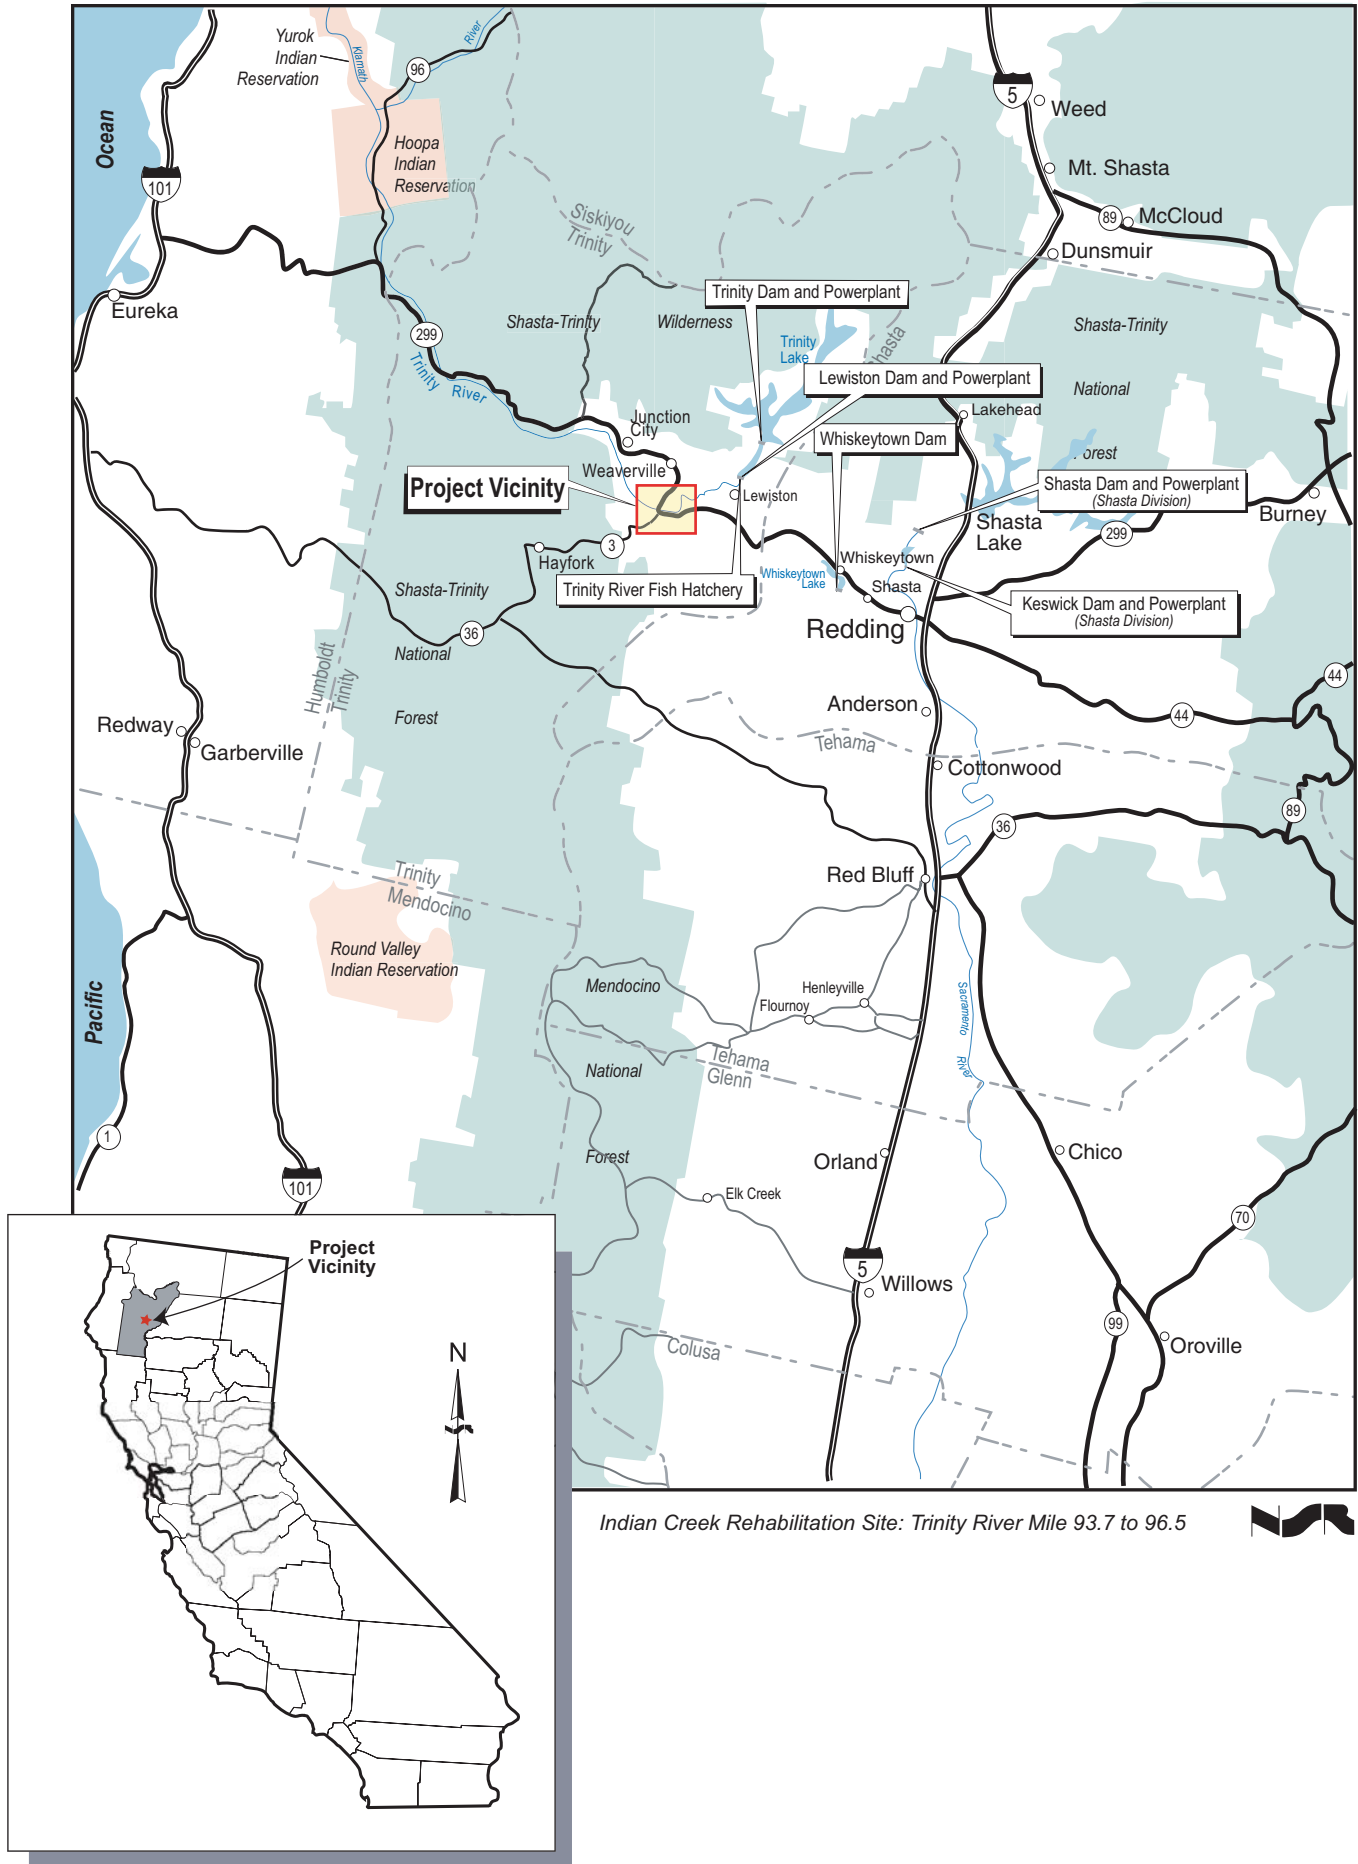 Yurok
Indian
Reservation
Klamath
River
96
Ocean
101
Hoopa
Indian
Reservation
5
Weed
Mt. Shasta
89
McCloud
Dunsmuir
Siskiyou
Trinity
Eureka
299
Trinity River
Shasta-Trinity
Wilderness
Trinity Dam and Powerplant
Trinity
Lake
Shasta
Shasta-Trinity
National
Forest
Lewiston Dam and Powerplant
Lakehead
Junction
City
Whiskeytown Dam
Weaverville
Project Vicinity
Lewiston
Shasta Dam and Powerplant
(Shasta Division)
Burney
Shasta
Lake
299
3
Hayfork
Whiskeytown
Whiskeytown
Lake
Shasta
Trinity River Fish Hatchery
Keswick Dam and Powerplant
(Shasta Division)
Redding
Shasta-Trinity
National
Forest
36
Humboldt
Trinity
44
44
Anderson
Redway
Garberville
Tehama
Cottonwood
89
36
Red Bluff
Trinity
Mendocino
Round Valley
Indian Reservation
Pacific
Mendocino
National
Forest
Henleyville
Flournoy
Sacramento
River
Tehama
Glenn
1
101
Orland
Chico
Elk Creek
70
5
Willows
99
Oroville
Colusa
Project
Vicinity
N
Indian Creek Rehabilitation Site: Trinity River Mile 93.7 to 96.5
NSR